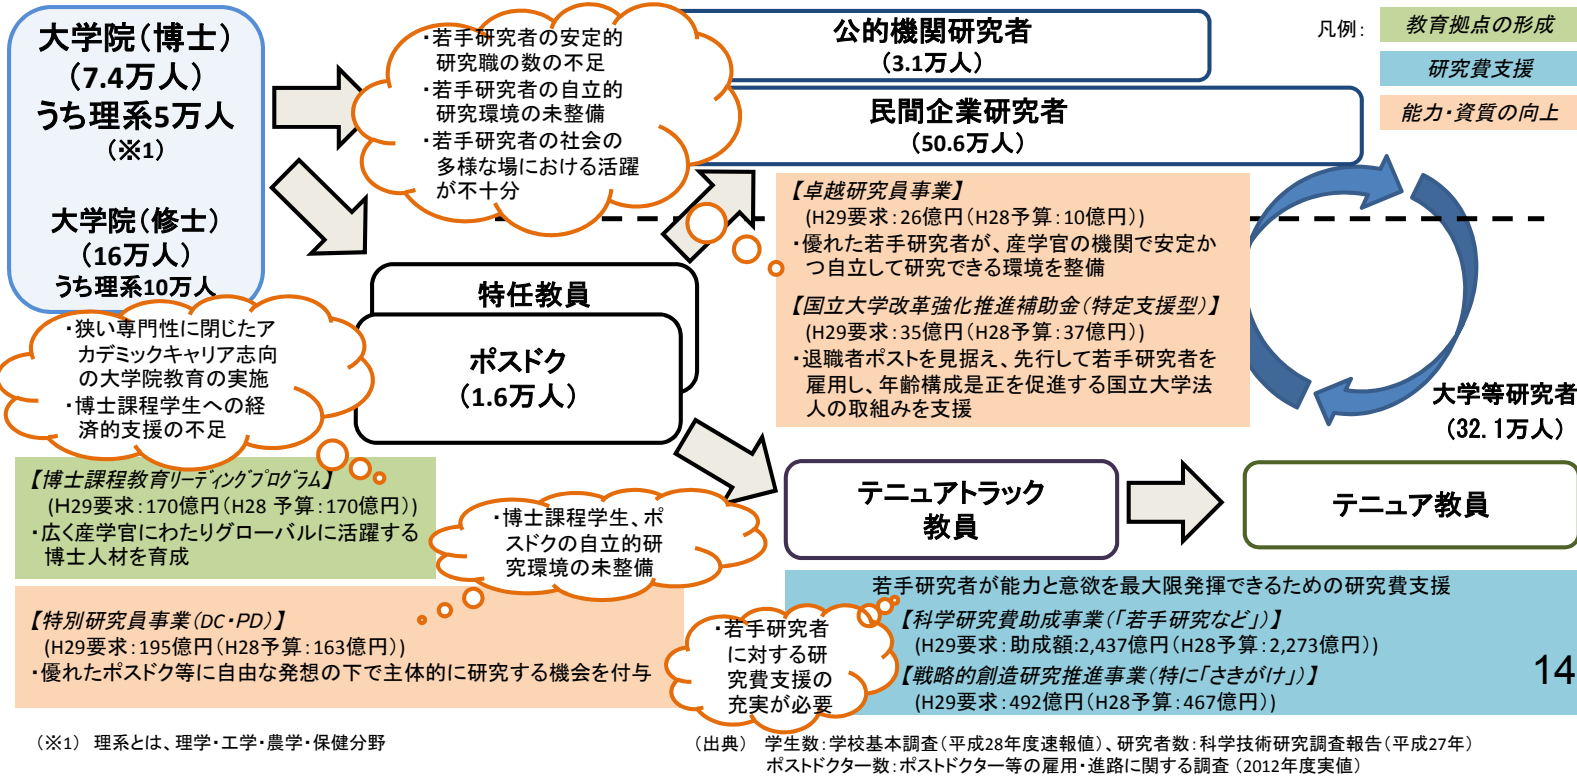 大学院（博士）
（7.4万人）
うち理系5万人
（※1）
大学院（修士）
（16万人）
うち理系10万人
・若手研究者の安定的
研究職の数の不足
・若手研究者の自立的
研究環境の未整備
・若手研究者の社会の
多様な場における活躍
が不十分
公的機関研究者
（3.1万人）
民間企業研究者
（50.6万人）
凡例：
教育拠点の形成
研究費支援
能力・資質の向上
【卓越研究員事業】
(H29要求：26億円（H28予算：10億円）)
・優れた若手研究者が、産学官の機関で安定か
つ自立して研究できる環境を整備
【国立大学改革強化推進補助金（特定支援型）】
(H29要求：35億円（H28予算：37億円）)
・退職者ポストを見据え、先行して若手研究者を
雇用し、年齢構成是正を促進する国立大学法
人の取組みを支援
特任教員
ポスドク
（1.6万人）
大学等研究者
（32.1万人）
・狭い専門性に閉じたア
カデミックキャリア志向
の大学院教育の実施
・博士課程学生への経
済的支援の不足
【博士課程教育リーディングプログラム】
(H29要求：170億円（H28 予算：170億円）)
・広く産学官にわたりグローバルに活躍する
博士人材を育成
・博士課程学生、ポ
スドクの自立的研
究環境の未整備
テニュアトラック
教員
テニュア教員
【特別研究員事業（DC・PD）】
(H29要求：195億円（H28予算：163億円）)
・優れたポスドク等に自由な発想の下で主体的に研究する機会を付与
・若手研究者
に対する研
究費支援の
充実が必要
若手研究者が能力と意欲を最大限発揮できるための研究費支援
【科学研究費助成事業（「若手研究など」）】
(H29要求：助成額：2,437億円（H28予算：2,273億円）)
【戦略的創造研究推進事業（特に「さきがけ」）】
(H29要求：492億円（H28予算：467億円）)
14
（※1） 理系とは、理学・工学・農学・保健分野
（出典） 学生数：学校基本調査（平成28年度速報値）、研究者数：科学技術研究調査報告（平成27年）
ポストドクター数：ポストドクター等の雇用・進路に関する調査（2012年度実値）